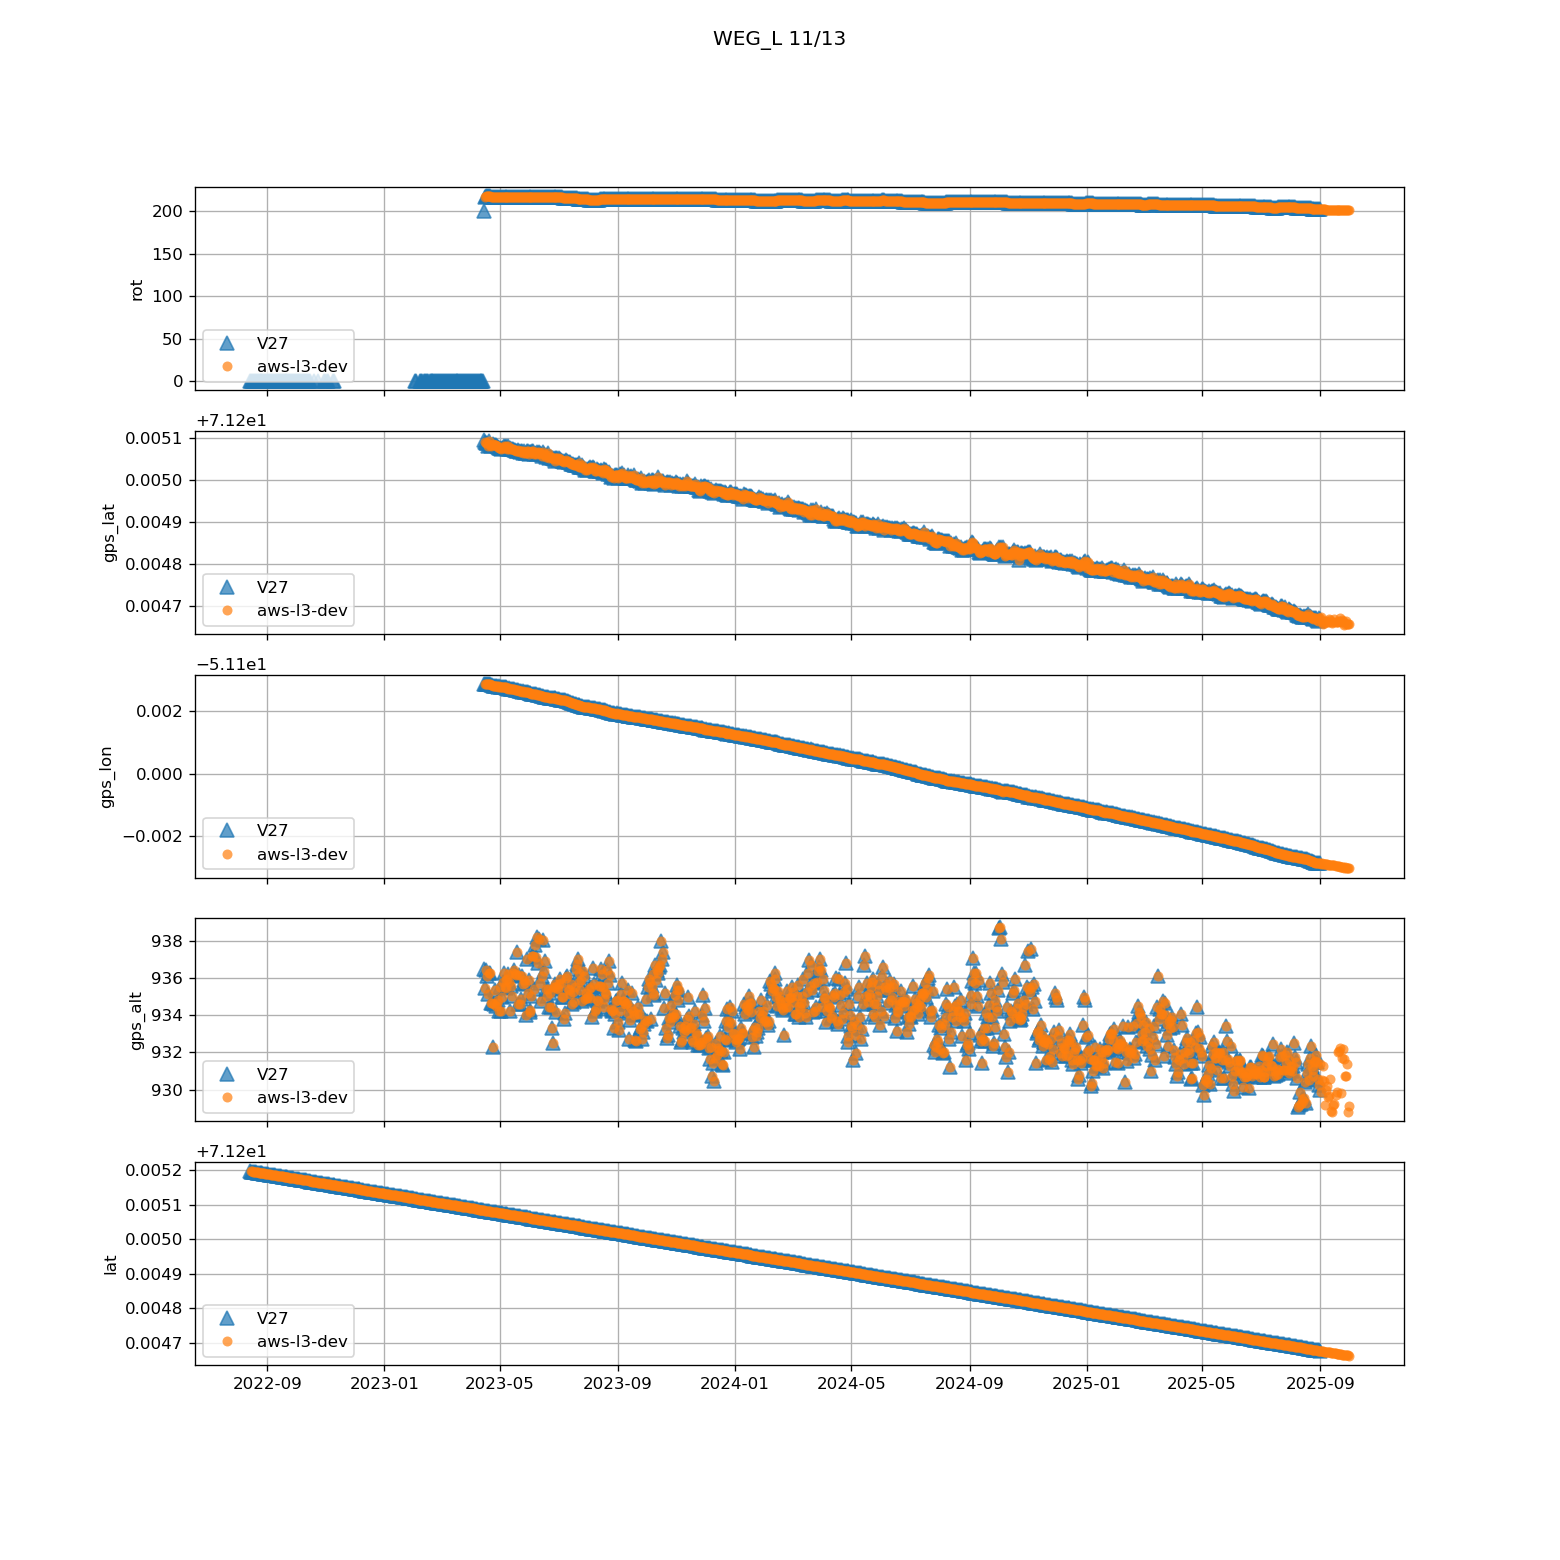 WEG_L 11/13
200
150
100
50
0
rot
V27
aws-l3-dev
+7.12e1
0.0051
0.0050
0.0049
0.0048
0.0047
gps_lat
V27
aws-l3-dev
−5.11e1
0.002
0.000
−0.002
gps_lon
V27
aws-l3-dev
938
936
934
932
930
gps_alt
V27
aws-l3-dev
+7.12e1
0.0052
0.0051
0.0050
0.0049
0.0048
0.0047
lat
V27
aws-l3-dev
2022-09 2023-01 2023-05 2023-09 2024-01 2024-05 2024-09 2025-01 2025-05 2025-09